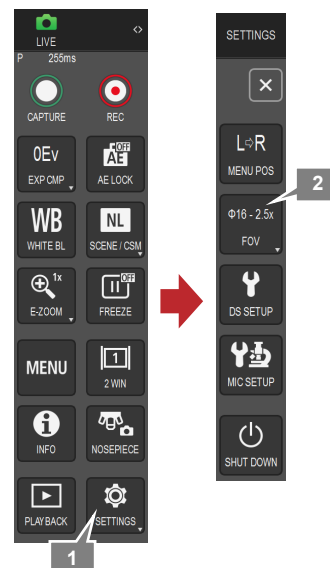 LIVE
P 255ms
CAPTURE REC
0Ev OFF AE
EXP CMP AE LOCK
WB NL
WHITE BL SCENE / CSM
1x OFF
E-ZOOM FREEZE
MENU 1
2 WIN
INFO NOSEPIECE
PLAYBACK SETTINGS
1
SETTINGS
L⇨R
MENU POS
2
Φ16 - 2.5x
FOV
DS SETUP
MIC SETUP
SHUT DOWN